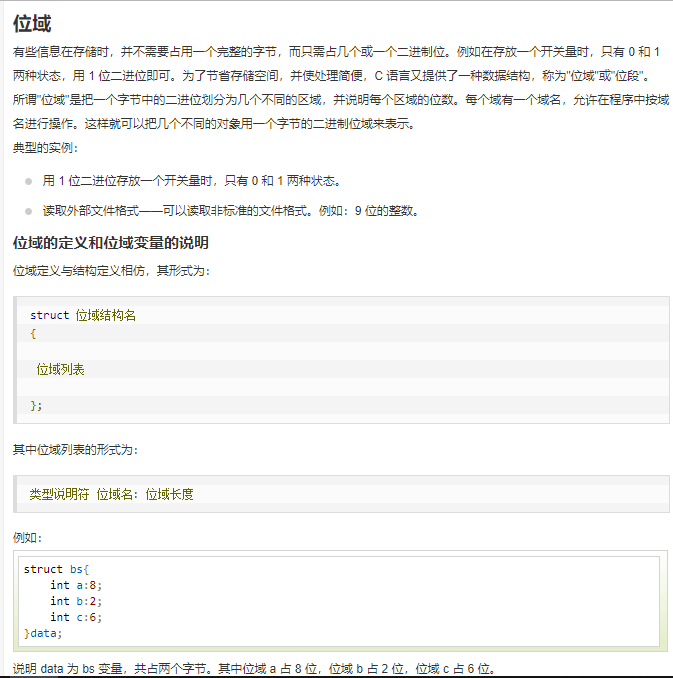 位域
有些信息在存储时，并不需要占用一个完整的字节，而只需占几个或一个二进制位。例如在存放一个开关量时，只有 0 和 1
两种状态，用 1 位二进位即可。为了节省存储空间，并使处理简便，C 语言又提供了一种数据结构，称为"位域"或"位段"。
所谓"位域"是把一个字节中的二进位划分为几个不同的区域，并说明每个区域的位数。每个域有一个域名，允许在程序中按域
名进行操作。这样就可以把几个不同的对象用一个字节的二进制位域来表示。
典型的实例：
用 1 位二进位存放一个开关量时，只有 0 和 1 两种状态。
读取外部文件格式——可以读取非标准的文件格式。例如：9 位的整数。
位域的定义和位域变量的说明
位域定义与结构定义相仿，其形式为：
struct 位域结构名
{
位域列表
};
其中位域列表的形式为：
类型说明符 位域名: 位域长度
例如：
struct bs{
    int a:8;
    int b:2;
    int c:6;
}data;
说明 data 为 bs 变量，共占两个字节。其中位域 a 占 8 位，位域 b 占 2 位，位域 c 占 6 位。